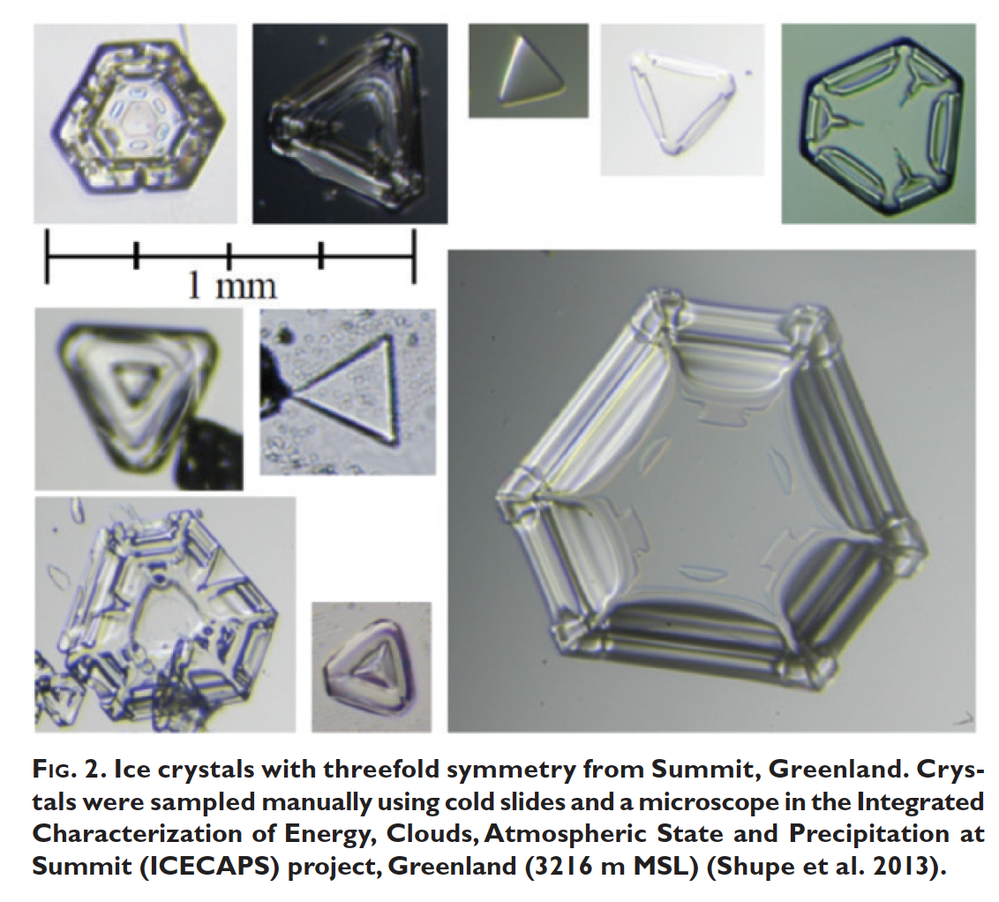 1 mm
FIG. 2. Ice crystals with threefold symmetry from Summit, Greenland. Crys-
tals were sampled manually using cold slides and a microscope in the Integrated
Characterization of Energy, Clouds, Atmospheric State and Precipitation at
Summit (ICECAPS) project, Greenland (3216 m MSL) (Shupe et al. 2013).